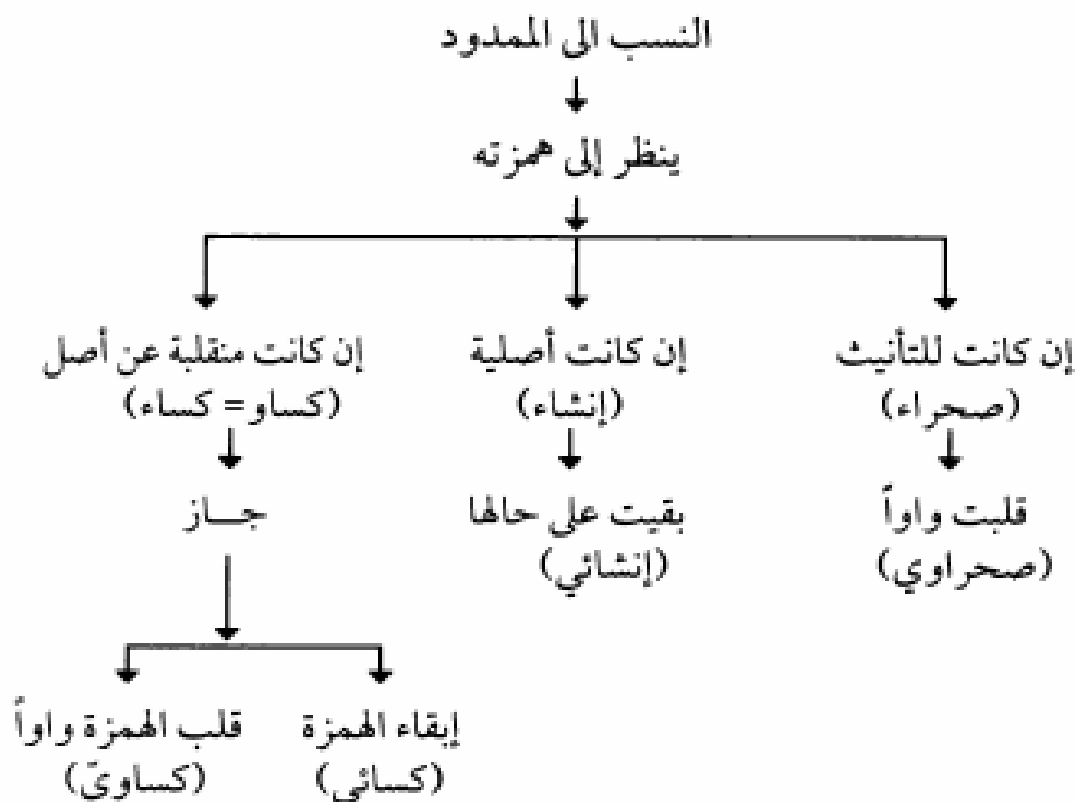 النسب الى الممدود
ينظر إلى همزته
إن كانت للتأنيث
(صحراء)
إن كانت أصلية
(إنشاء)
إن كانت منقلبة عن أصل
(كساو = كساء)
قلبت واواً
(صحراوي)
بقيت على حالها
(إنشائي)
جـــاز
إبقاء الهمزة
(كسائي)
قلب الهمزة واواً
(كساويّ)